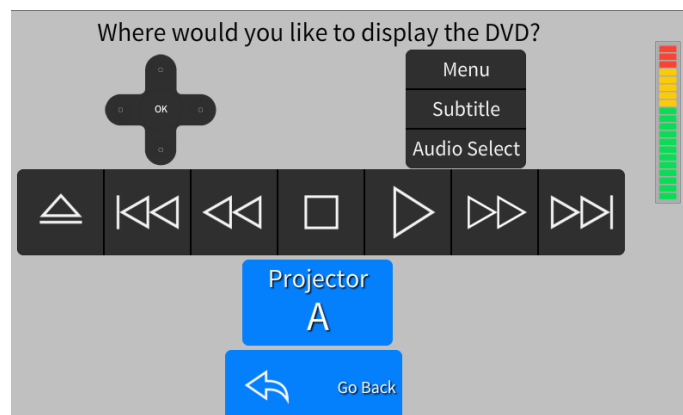 Where would you like to display the DVD?
OK
Menu
Subtitle
Audio Select
Projector
A
Go Back